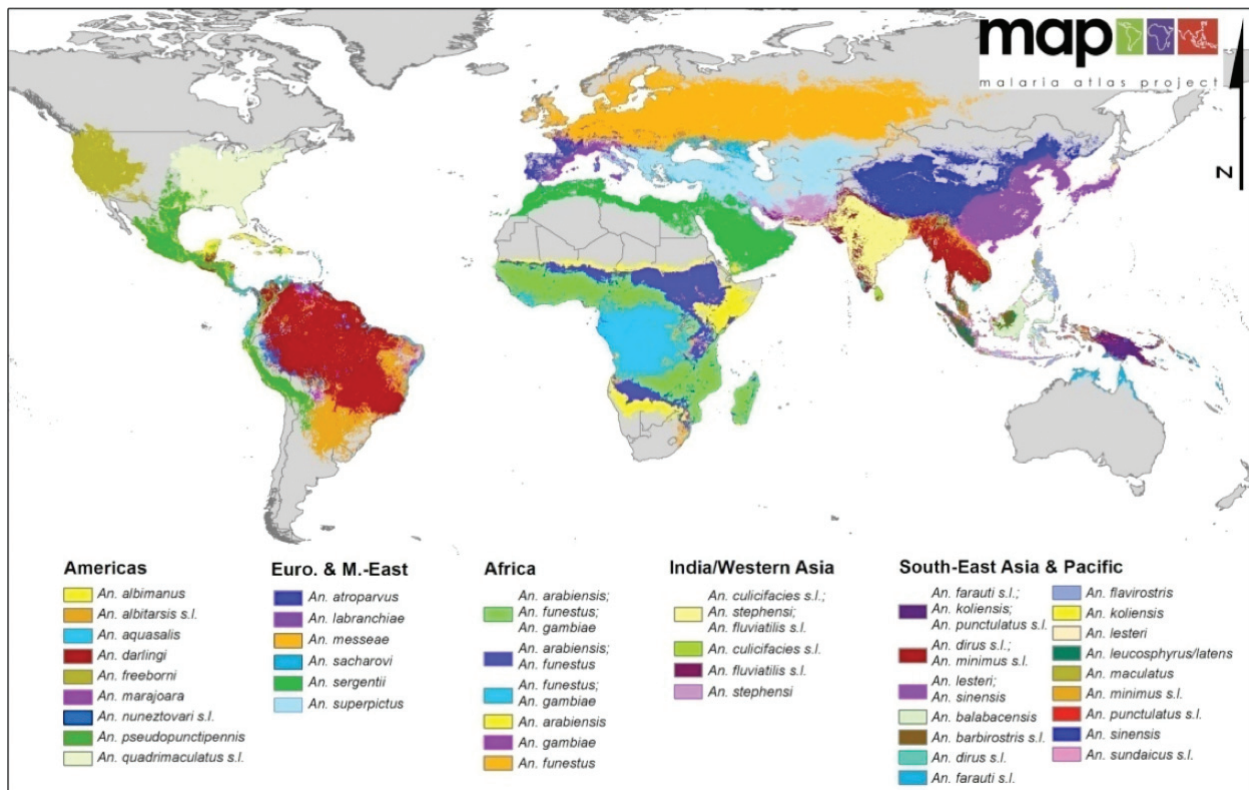 map
malaria atlas project
N
Americas
An. albimanus
An. albitarsis s.l.
An. aquasalis
An. darlingi
An. freeborni
An. marajoara
An. nuneztovari s.l.
An. pseudopunctipennis
An. quadrimaculatus s.l.
Euro. & M.-East
An. atroparvus
An. labranchiae
An. messeae
An. sacharovi
An. sergentii
An. superpictus
Africa
An. arabiensis;
An. funestus;
An. gambiae
An. arabiensis;
An. funestus
An. funestus;
An. gambiae
An. arabiensis
An. gambiae
An. funestus
India/Western Asia
An. culicifacies s.l.;
An. stephensi;
An. fluviatilis s.l.
An. culicifacies s.l.
An. fluviatilis s.l.
An. stephensi
South-East Asia & Pacific
An. farauti s.l.;
An. koliensis;
An. punctulatus s.l.
An. dirus s.l.;
An. minimus s.l.
An. lesteri;
An. sinensis
An. balabacensis
An. barbirostris s.l.
An. dirus s.l.
An. farauti s.l.
An. flavirostris
An. koliensis
An. lesteri
An. leucosphyrus/latens
An. maculatus
An. minimus s.l.
An. punctulatus s.l.
An. sinensis
An. sundaicus s.l.